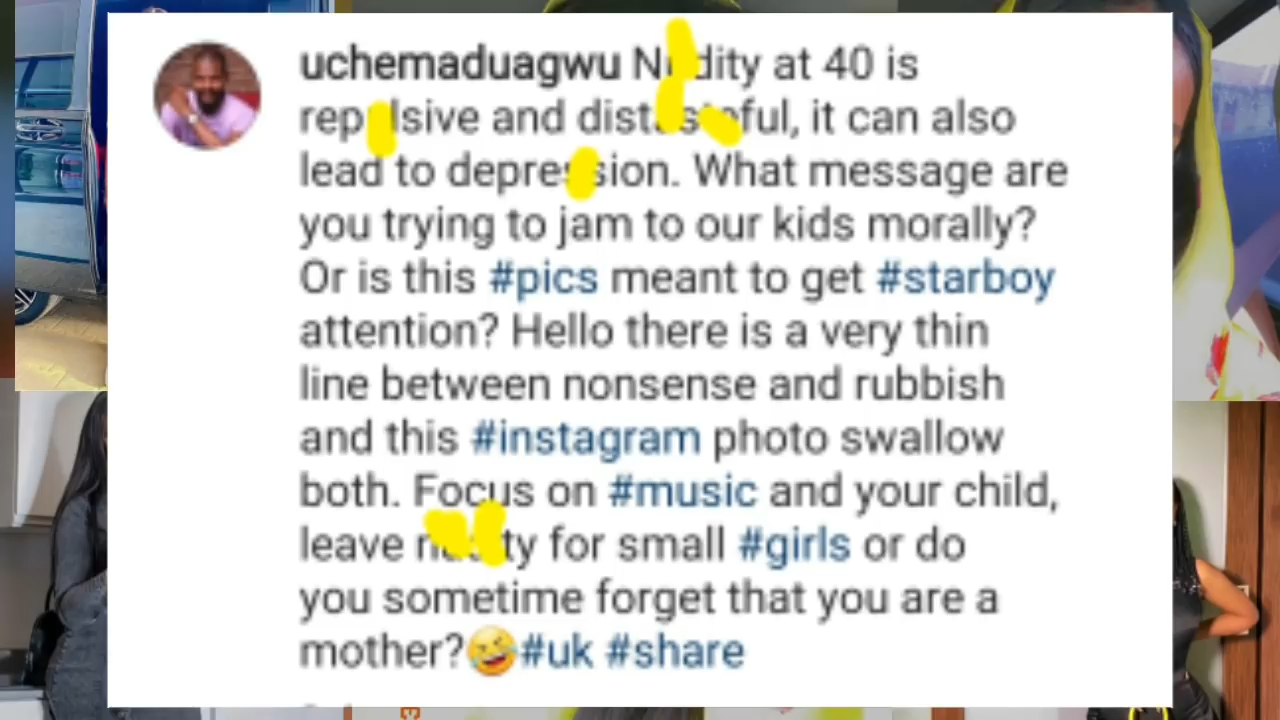 uchemaduagwu Nudity at 40 is
repulsive and distasteful, it can also
lead to depression. What message are
you trying to jam to our kids morally?
Or is this #pics meant to get #starboy
attention? Hello there is a very thin
line between nonsense and rubbish
and this #instagram photo swallow
both. Focus on #music and your child,
leave nudity for small #girls or do
you sometime forget that you are a
mother?🤣#uk #share